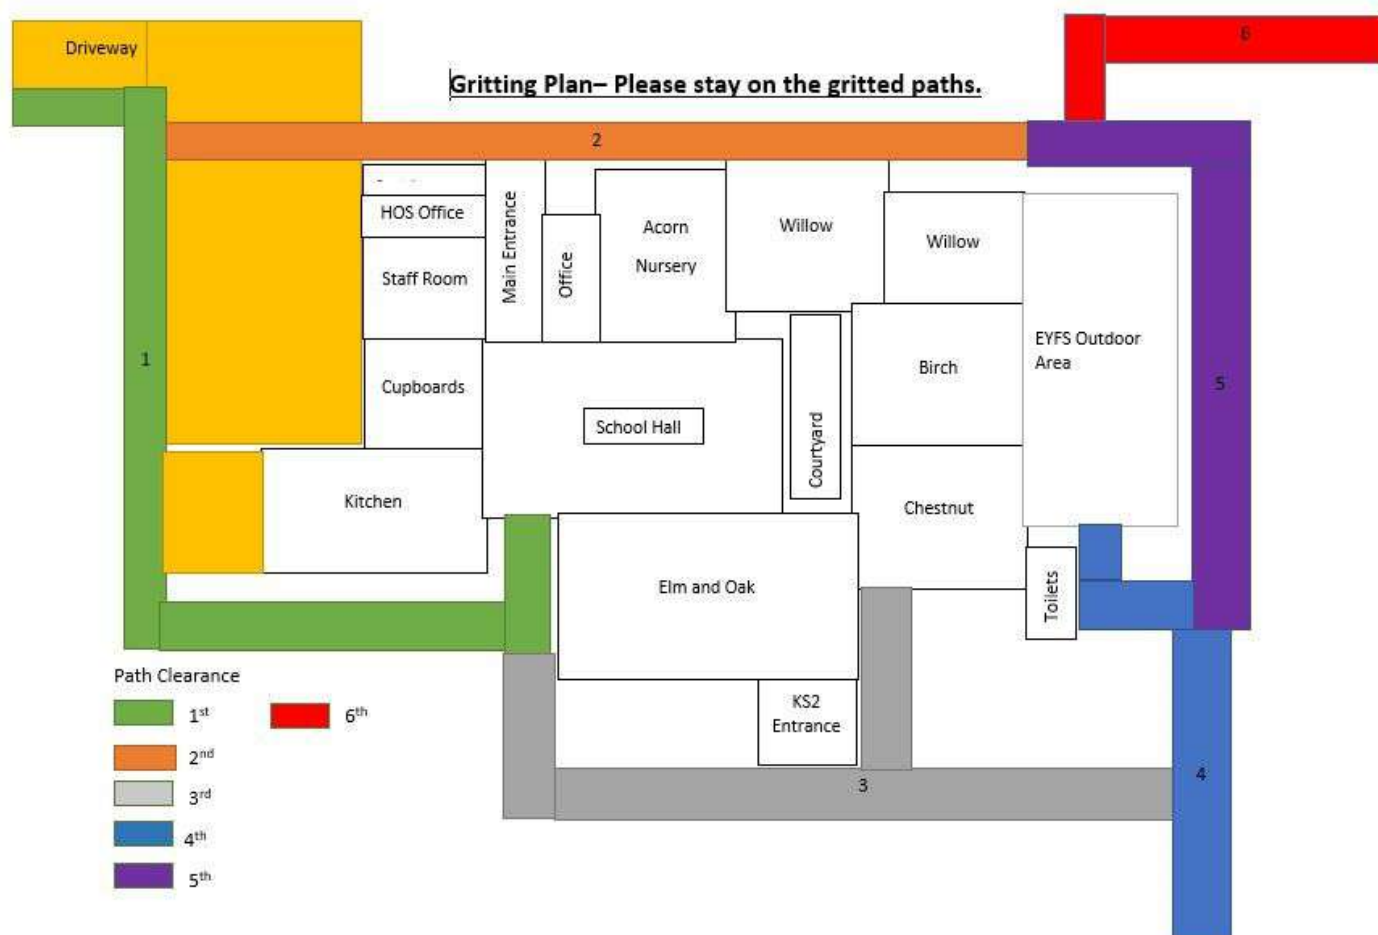 Driveway
6
Gritting Plan– Please stay on the gritted paths.
2
HOS Office
Main Entrance
Office
Acorn
Nursery
Willow
Willow
Staff Room
1
Cupboards
School Hall
Courtyard
Birch
EYFS Outdoor
Area
5
Kitchen
Chestnut
Elm and Oak
Toilets
KS2
Entrance
3
4
Path Clearance
1st
6th
2nd
3rd
4th
5th